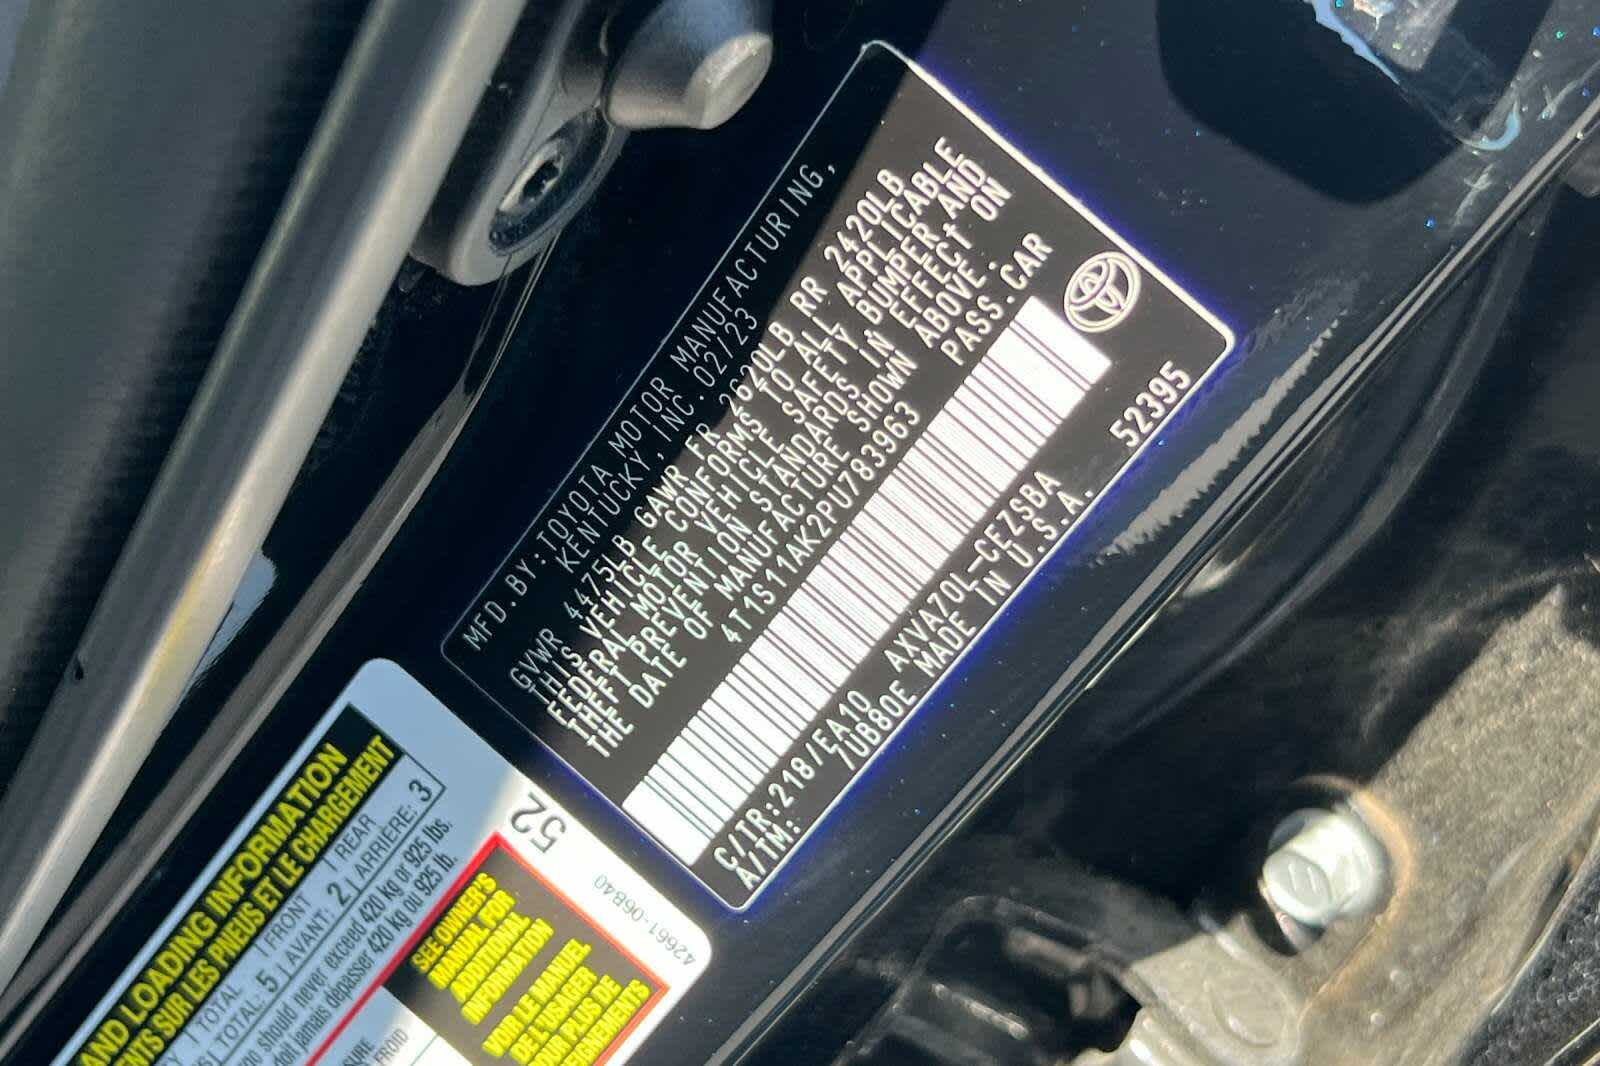 MFD.BY:TOYOTA MOTOR MANUFACTURING,
KENTUCKY,INC.02/23
GVWR 4475LB GAWR FR 2620LB RR 2420LB
THIS VEHICLE CONFORMS TO ALL APPLICABLE
FEDERAL MOTOR VEHICLE SAFETY,BUMPER,AND
THEFT PREVENTION STANDARDS IN EFFECT ON
THE DATE OF MANUFACTURE SHOWN ABOVE.
4T1S11AK2PU783963 PASS.CAR
C/TR:218/EA10 AXVA70L-CEZSBA
A/TM: /UB80E MADE IN U.S.A.
52395
AND LOADING INFORMATION
SUR LES PNEUS ET LE CHARGEMENT
TOTAL FRONT REAR
TOTAL: 5 AVANT: 2 ARRIÈRE: 3
should never exceed 420 kg or 925 lbs.
doit jamais dépasser 420 kg ou 925 lb.
FROID
52
42661-06B40
SEE OWNER'S
MANUAL FOR
ADDITIONAL
INFORMATION
VOIR LE MANUEL
DE L'USAGER
POUR PLUS DE